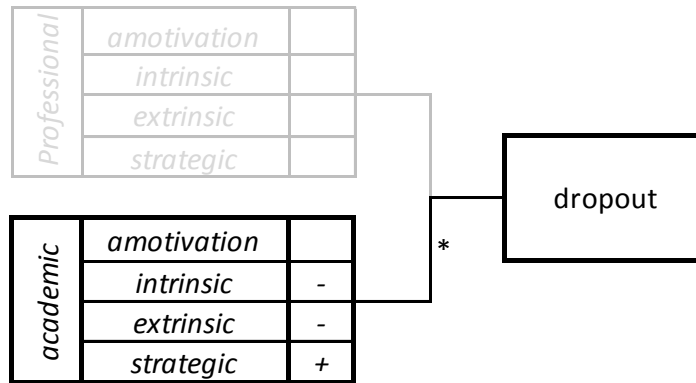 Professional
amotivation
intrinsic
extrinsic
strategic
dropout
academic
amotivation
intrinsic -
extrinsic -
strategic +
*